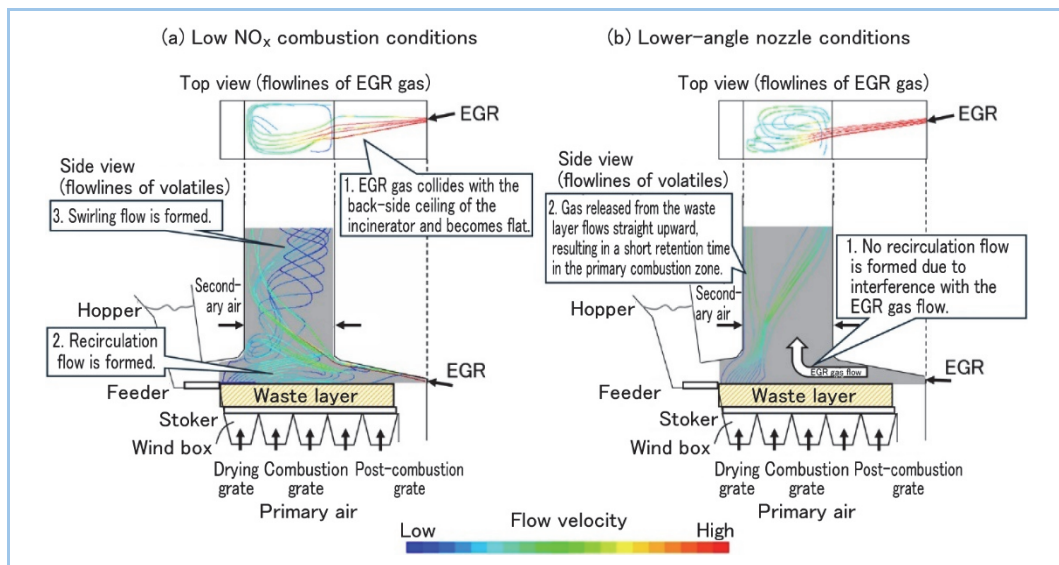 (a) Low NOx combustion conditions
Top view (flowlines of EGR gas)
EGR
Side view
(flowlines of volatiles)
1. EGR gas collides with the
back-side ceiling of the
incinerator and becomes flat.
3. Swirling flow is formed.
Second-
ary air
Hopper
2. Recirculation
flow is formed.
EGR
Feeder
Waste layer
Stoker
Wind box
Drying
grate
Combustion
grate
Post-combustion
grate
Primary air
(b) Lower-angle nozzle conditions
Top view (flowlines of EGR gas)
EGR
Side view
(flowlines of volatiles)
2. Gas released from the waste
layer flows straight upward,
resulting in a short retention time
in the primary combustion zone.
1. No recirculation flow
is formed due to
interference with the
EGR gas flow.
Second-
ary air
Hopper
EGR gas flow
EGR
Feeder
Waste layer
Stoker
Wind box
Drying
grate
Combustion
grate
Post-combustion
grate
Primary air
Flow velocity
Low
High